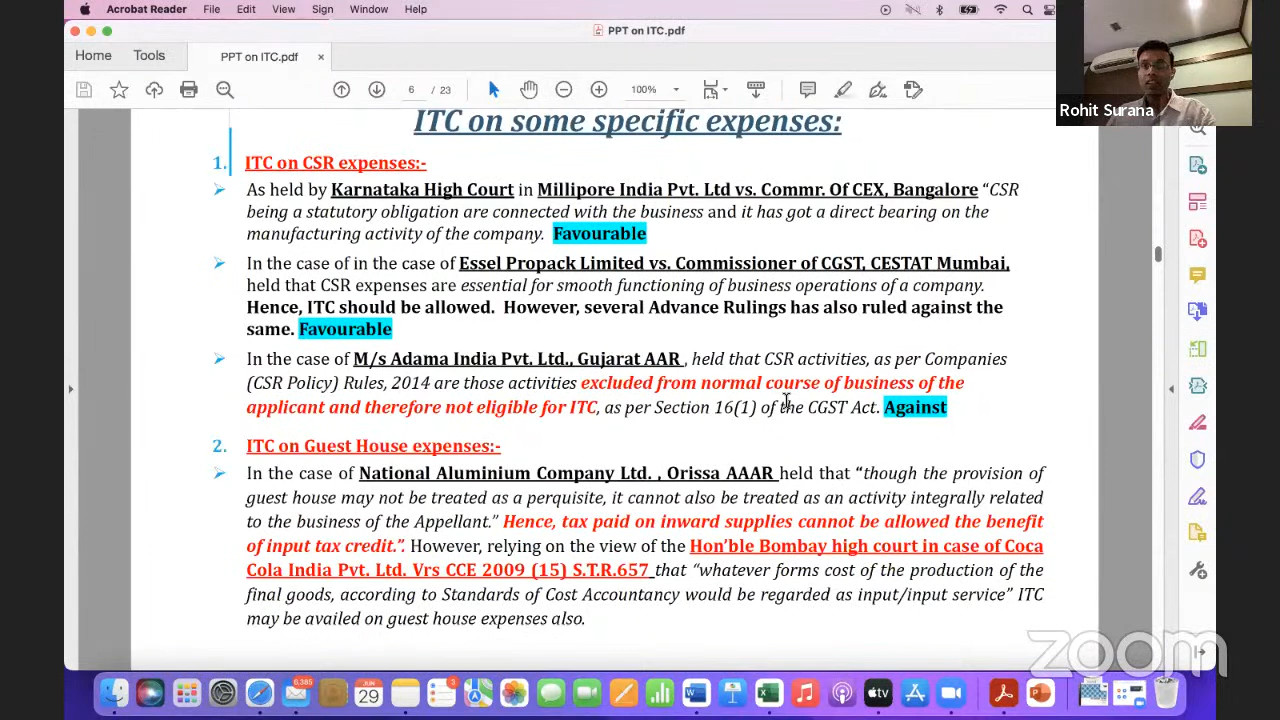 Acrobat Reader File Edit View Sign Window Help
PPT on ITC.pdf
Home Tools PPT on ITC.pdf ×
6 / 23 100%
Rohit Surana
ITC on some specific expenses:
1. ITC on CSR expenses:-
As held by Karnataka High Court in Millipore India Pvt. Ltd vs. Commr. Of CEX, Bangalore “CSR
being a statutory obligation are connected with the business and it has got a direct bearing on the
manufacturing activity of the company. Favourable
In the case of in the case of Essel Propack Limited vs. Commissioner of CGST, CESTAT Mumbai,
held that CSR expenses are essential for smooth functioning of business operations of a company.
Hence, ITC should be allowed. However, several Advance Rulings has also ruled against the
same. Favourable
In the case of M/s Adama India Pvt. Ltd., Gujarat AAR , held that CSR activities, as per Companies
(CSR Policy) Rules, 2014 are those activities excluded from normal course of business of the
applicant and therefore not eligible for ITC, as per Section 16(1) of the CGST Act. Against
2. ITC on Guest House expenses:-
In the case of National Aluminium Company Ltd. , Orissa AAAR held that “though the provision of
guest house may not be treated as a perquisite, it cannot also be treated as an activity integrally related
to the business of the Appellant.” Hence, tax paid on inward supplies cannot be allowed the benefit
of input tax credit.”. However, relying on the view of the Hon’ble Bombay high court in case of Coca
Cola India Pvt. Ltd. Vrs CCE 2009 (15) S.T.R.657 that “whatever forms cost of the production of the
final goods, according to Standards of Cost Accountancy would be regarded as input/input service” ITC
may be availed on guest house expenses also.
zoom
6,385
JUN
29
3
tv